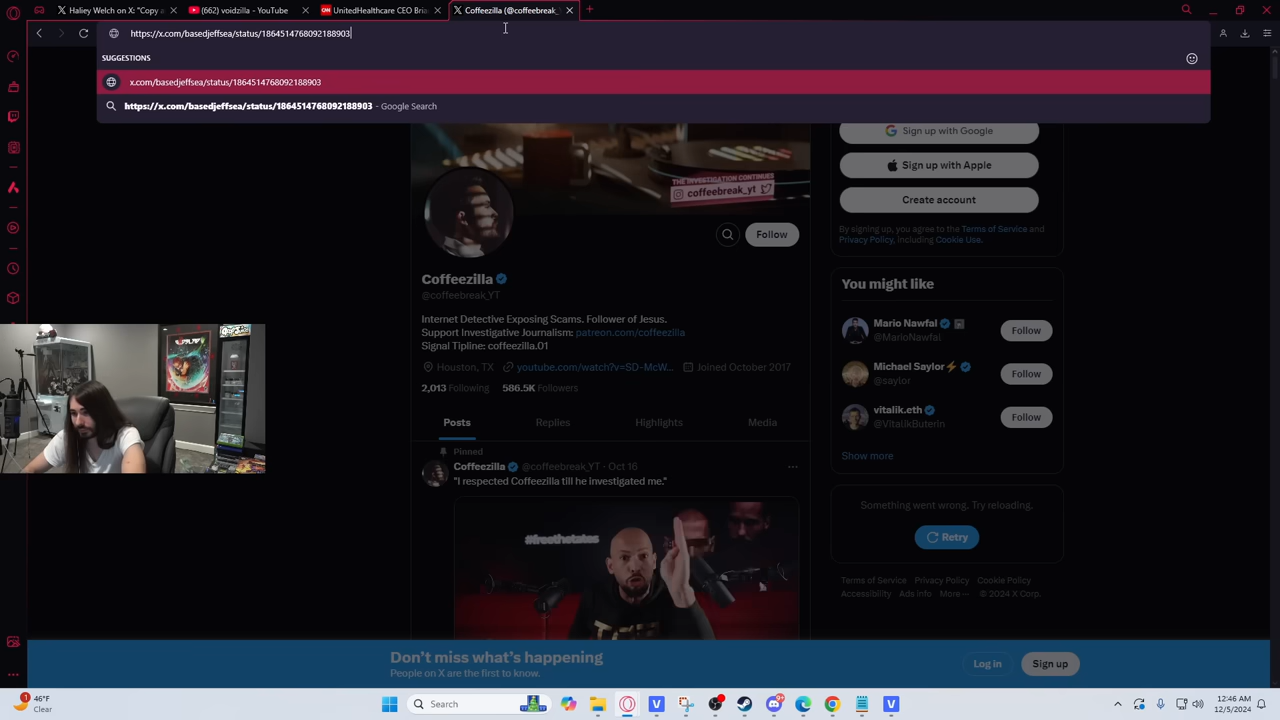 Hailey Welch on X: "Copy a
(662) voidzilla - YouTube
UnitedHealthcare CEO Bria
Coffeezilla (@coffeebreak_
https://x.com/basedjeffsea/status/1864514768092188903
SUGGESTIONS
x.com/basedjeffsea/status/1864514768092188903
https://x.com/basedjeffsea/status/1864514768092188903 - Google Search
THE INVESTIGATION CONTINUES
coffeebreak_yt
Follow
Coffeezilla
@coffeebreak_YT
Internet Detective Exposing Scams. Follower of Jesus.
Support Investigative Journalism: patreon.com/coffeezilla
Signal Tipline: coffeezilla.01
Houston, TX youtube.com/watch?v=SD-McW... Joined October 2017
2,013 Following 586.5K Followers
Posts Replies Highlights Media
Pinned
Coffeezilla @coffeebreak_YT · Oct 16
"I respected Coffeezilla till he investigated me."
#freethetates
Sign up with Google
Sign up with Apple
Create account
By signing up, you agree to the Terms of Service and
Privacy Policy, including Cookie Use.
You might like
Mario Nawfal
@MarioNawfal
Follow
Michael Saylor
@saylor
Follow
vitalik.eth
@VitalikButerin
Follow
Show more
Something went wrong. Try reloading.
Retry
Terms of Service Privacy Policy Cookie Policy
Accessibility Ads info More ··· © 2024 X Corp.
Don't miss what's happening
People on X are the first to know.
Log in
Sign up
1
46°F
Clear
Search
9+
12:46 AM
12/5/2024